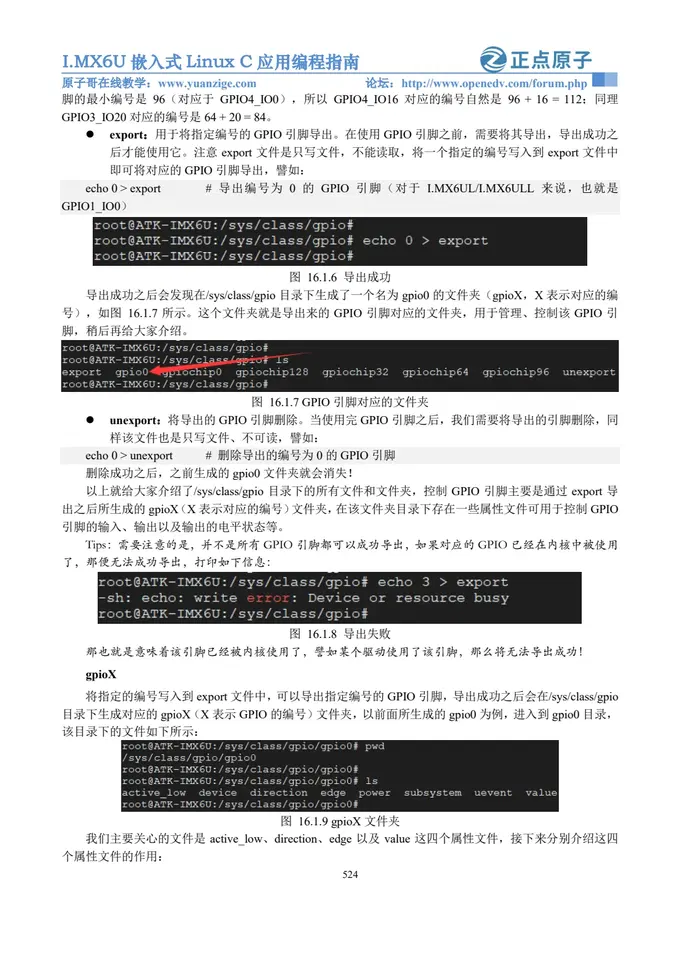 I.MX6U 嵌入式 Linux C 应用编程指南
正点原子
原子哥在线教学：www.yuanzige.com 论坛：http://www.openedv.com/forum.php
脚的最小编号是 96（对应于 GPIO4_IO0），所以 GPIO4_IO16 对应的编号自然是 96 + 16 = 112；同理
GPIO3_IO20 对应的编号是 64 + 20 = 84。
● export：用于将指定编号的 GPIO 引脚导出。在使用 GPIO 引脚之前，需要将其导出，导出成功之
后才能使用它。注意 export 文件是只写文件，不能读取，将一个指定的编号写入到 export 文件中
即可将对应的 GPIO 引脚导出，譬如：
echo 0 > export # 导出编号为 0 的 GPIO 引脚（对于 I.MX6UL/I.MX6ULL 来说，也就是
GPIO1_IO0）
root@ATK-IMX6U:/sys/class/gpio#
root@ATK-IMX6U:/sys/class/gpio# echo 0 > export
root@ATK-IMX6U:/sys/class/gpio#
图 16.1.6 导出成功
导出成功之后会发现在/sys/class/gpio 目录下生成了一个名为 gpio0 的文件夹（gpioX，X 表示对应的编
号），如图 16.1.7 所示。这个文件夹就是导出来的 GPIO 引脚对应的文件夹，用于管理、控制该 GPIO 引
脚，稍后再给大家介绍。
root@ATK-IMX6U:/sys/class/gpio#
root@ATK-IMX6U:/sys/class/gpio# ls
export gpio0 gpiochip0 gpiochip128 gpiochip32 gpiochip64 gpiochip96 unexport
root@ATK-IMX6U:/sys/class/gpio#
图 16.1.7 GPIO 引脚对应的文件夹
● unexport：将导出的 GPIO 引脚删除。当使用完 GPIO 引脚之后，我们需要将导出的引脚删除，同
样该文件也是只写文件、不可读，譬如：
echo 0 > unexport # 删除导出的编号为 0 的 GPIO 引脚
删除成功之后，之前生成的 gpio0 文件夹就会消失！
以上就给大家介绍了/sys/class/gpio 目录下的所有文件和文件夹，控制 GPIO 引脚主要是通过 export 导
出之后所生成的 gpioX（X 表示对应的编号）文件夹，在该文件夹目录下存在一些属性文件可用于控制 GPIO
引脚的输入、输出以及输出的电平状态等。
Tips：需要注意的是，并不是所有 GPIO 引脚都可以成功导出，如果对应的 GPIO 已经在内核中被使用
了，那便无法成功导出，打印如下信息：
root@ATK-IMX6U:/sys/class/gpio# echo 3 > export
-sh: echo: write error: Device or resource busy
root@ATK-IMX6U:/sys/class/gpio#
图 16.1.8 导出失败
那也就是意味着该引脚已经被内核使用了，譬如某个驱动使用了该引脚，那么将无法导出成功！
gpioX
将指定的编号写入到 export 文件中，可以导出指定编号的 GPIO 引脚，导出成功之后会在/sys/class/gpio
目录下生成对应的 gpioX（X 表示 GPIO 的编号）文件夹，以前面所生成的 gpio0 为例，进入到 gpio0 目录，
该目录下的文件如下所示：
root@ATK-IMX6U:/sys/class/gpio/gpio0# pwd
/sys/class/gpio/gpio0
root@ATK-IMX6U:/sys/class/gpio/gpio0#
root@ATK-IMX6U:/sys/class/gpio/gpio0# ls
active_low device direction edge power subsystem uevent value
root@ATK-IMX6U:/sys/class/gpio/gpio0#
图 16.1.9 gpioX 文件夹
我们主要关心的文件是 active_low、direction、edge 以及 value 这四个属性文件，接下来分别介绍这四
个属性文件的作用：
524